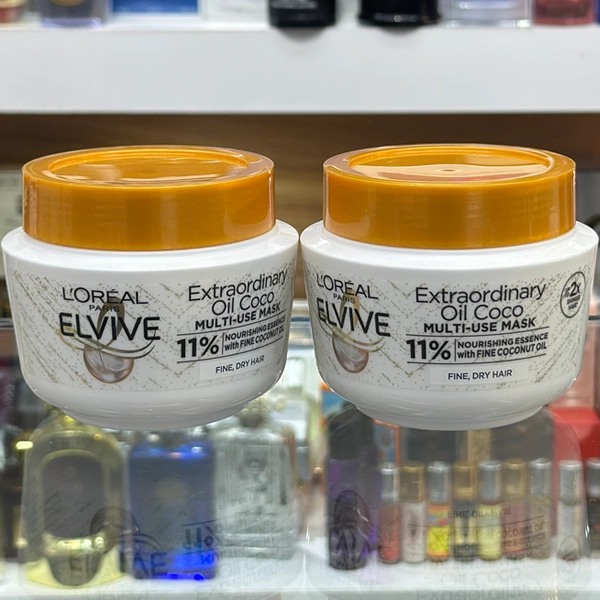 L'ORÉAL
PARIS
ELVIVE
Extraordinary
Oil Coco
MULTI-USE MASK
11% NOURISHING ESSENCE
with FINE COCONUT OIL
FINE, DRY HAIR
L'ORÉAL
PARIS
ELVIVE
Extraordinary
Oil Coco
MULTI-USE MASK
11% NOURISHING ESSENCE
with FINE COCONUT OIL
FINE, DRY HAIR
2x